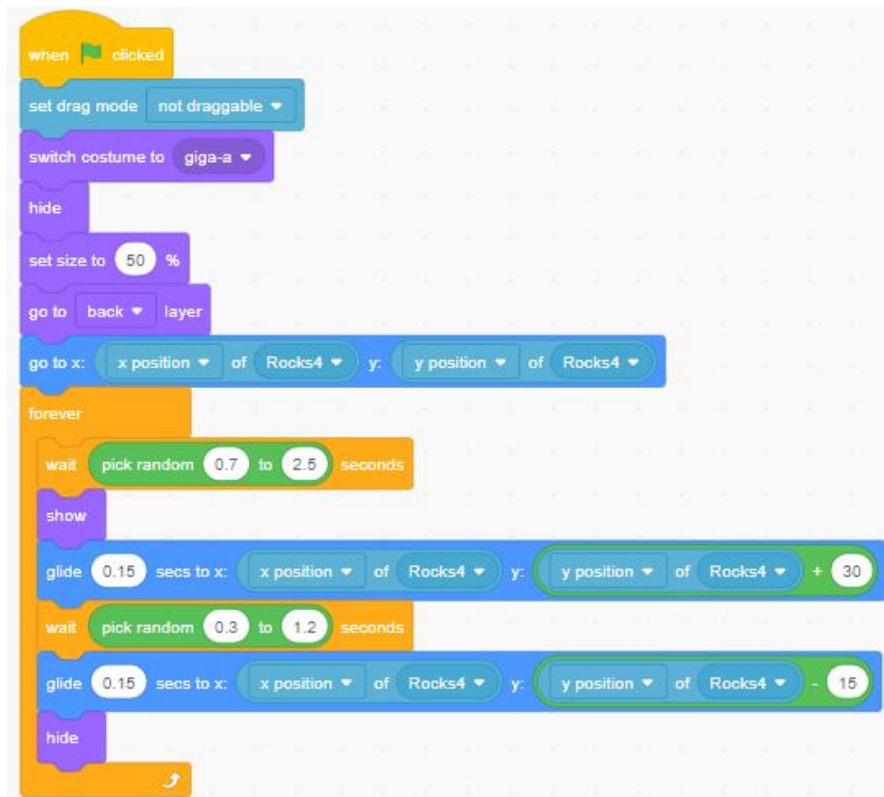 when clicked
set drag mode not draggable
switch costume to giga-a
hide
set size to 50 %
go to back layer
go to x: x position of Rocks4 y: y position of Rocks4
forever
wait pick random 0.7 to 2.5 seconds
show
glide 0.15 secs to x: x position of Rocks4 y: y position of Rocks4 + 30
wait pick random 0.3 to 1.2 seconds
glide 0.15 secs to x: x position of Rocks4 y: y position of Rocks4 - 15
hide